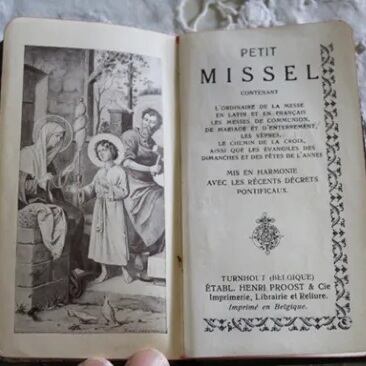 PETIT
MISSEL
CONTENANT
L'ORDINAIRE DE LA MESSE
EN LATIN ET EN FRANÇAIS
LES MESSES DE COMMUNION,
DE MARIAGE ET D'ENTERREMENT,
LES VÊPRES,
LE CHEMIN DE LA CROIX,
AINSI QUE LES ÉVANGILES DES
DIMANCHES ET DES FÊTES DE L'ANNÉE
MIS EN HARMONIE
AVEC LES RÉCENTS DÉCRETS
PONTIFICAUX.
TURNHOUT (BELGIQUE)
ÉTABL. HENRI PROOST & Cie
Imprimerie, Librairie et Reliure.
Imprimé en Belgique.